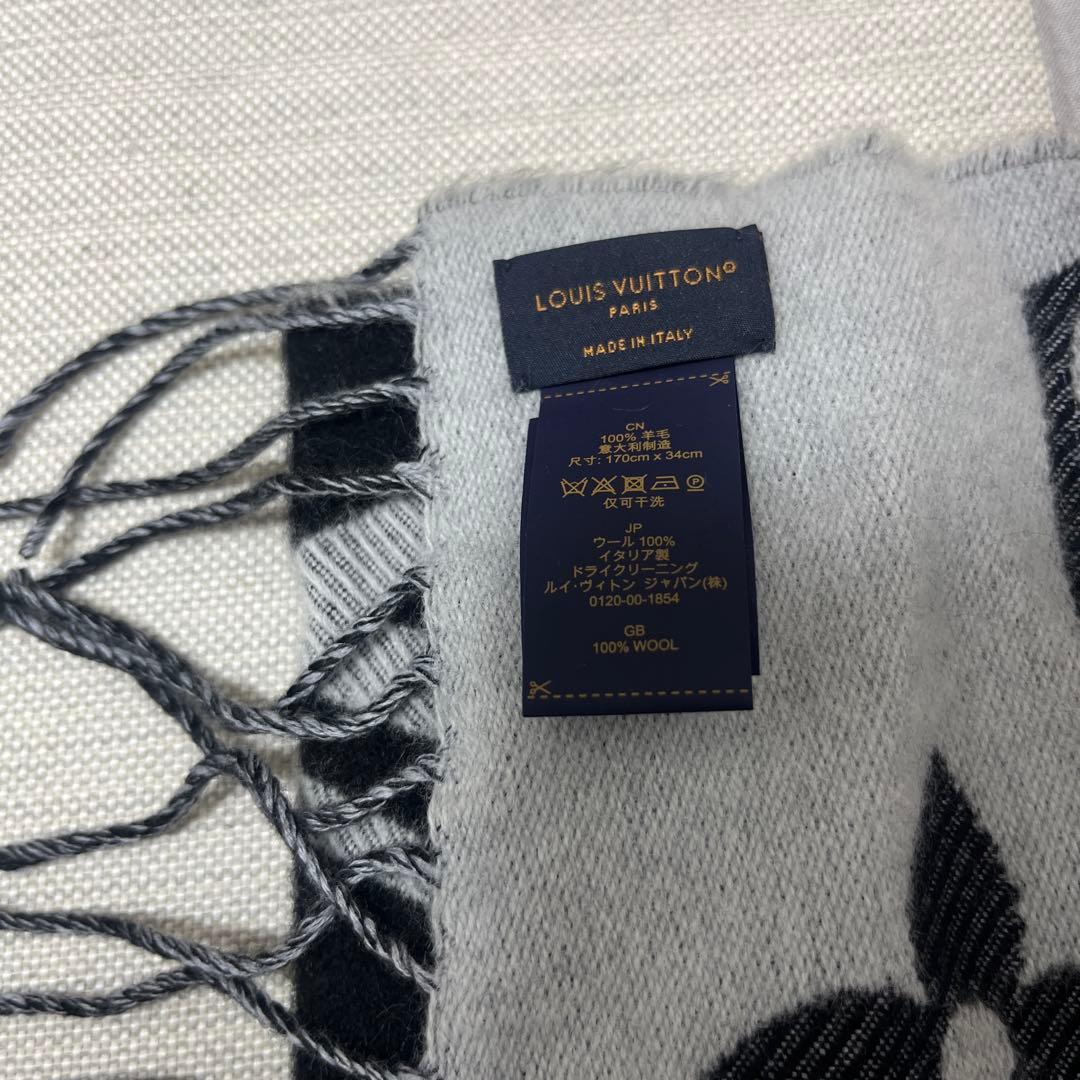 LOUIS VUITTON®
PARIS
MADE IN ITALY
CN
100% 羊毛
意大利制造
尺寸: 170cm x 34cm
仅可干洗
JP
ウール 100%
イタリア製
ドライクリーニング
ルイ・ヴィトン ジャパン(株)
0120-00-1854
GB
100% WOOL